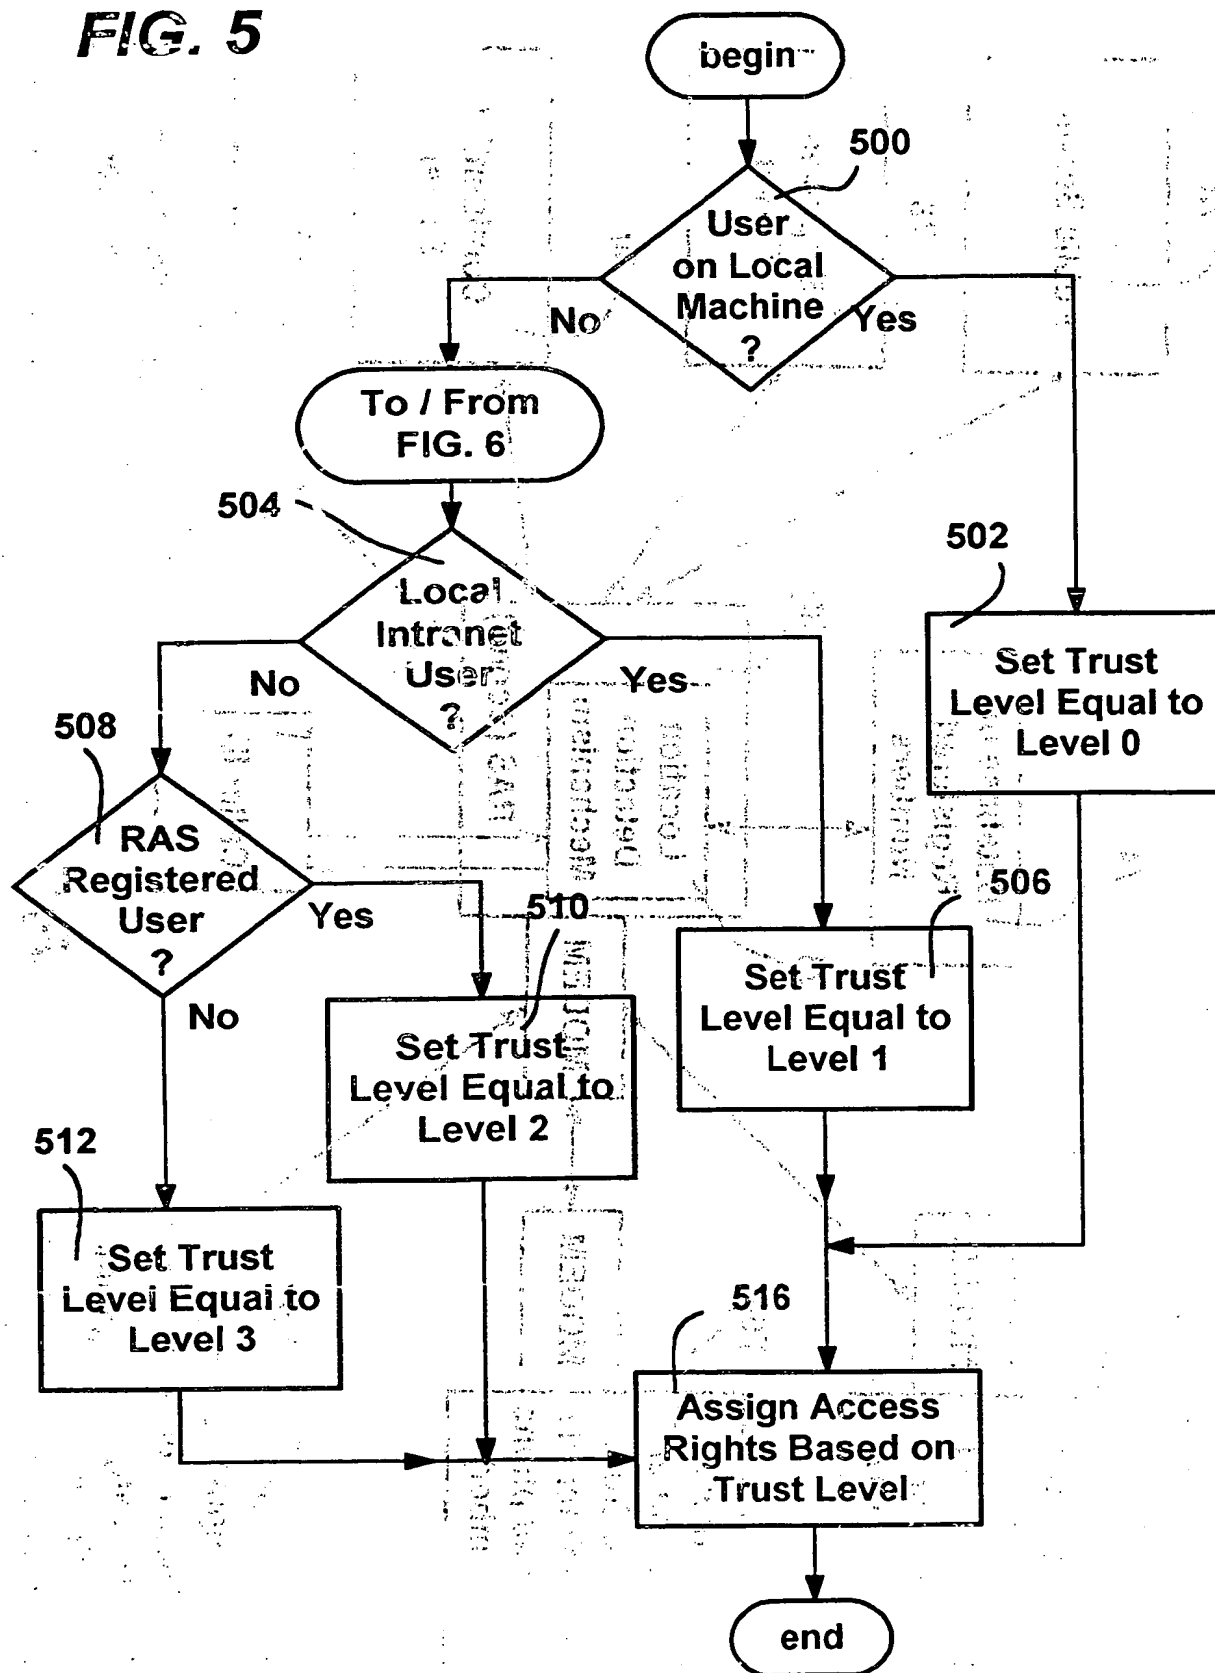 FIG. 5
begin
500
User
on Local
Machine
?
No
Yes
To / From
FIG. 6
504
Local
Intranet
User
?
No
Yes
502
Set Trust
Level Equal to
Level 0
508
RAS
Registered
User
?
Yes
No
510
Set Trust
Level Equal to
Level 2
506
Set Trust
Level Equal to
Level 1
512
Set Trust
Level Equal to
Level 3
516
Assign Access
Rights Based on
Trust Level
end
MODEM
MODEM
Location